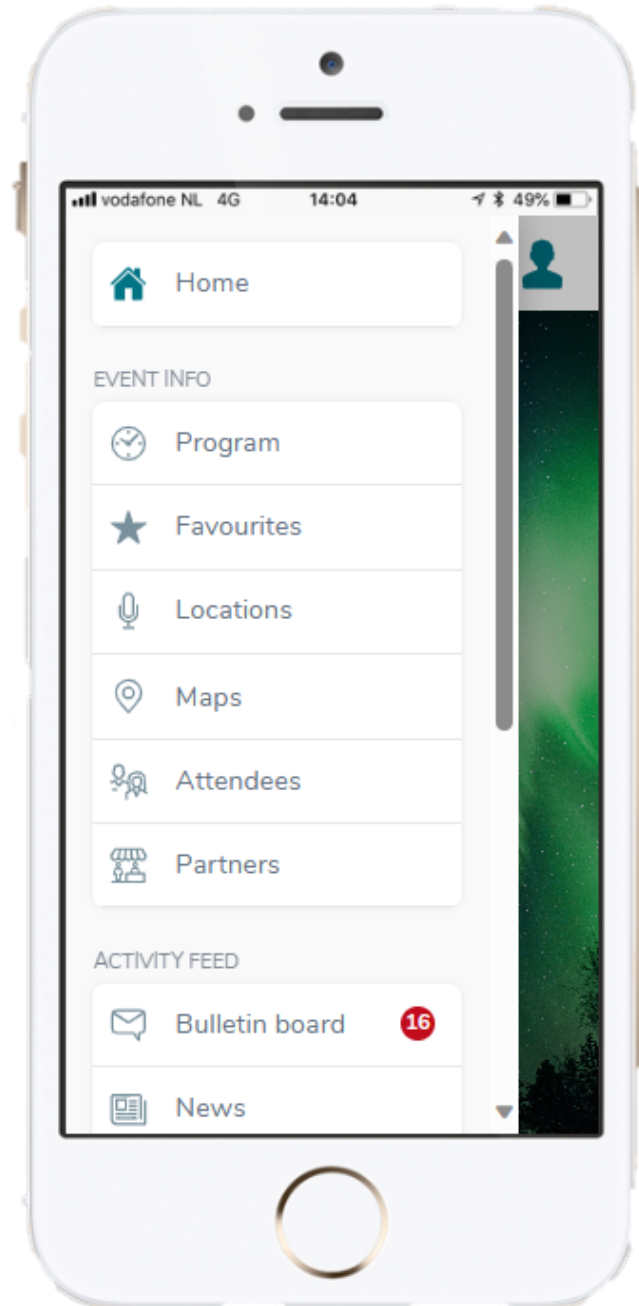 vodafone NL 4G 14:04 49%
Home
EVENT INFO
Program
Favourites
Locations
Maps
Attendees
Partners
ACTIVITY FEED
Bulletin board 16
News